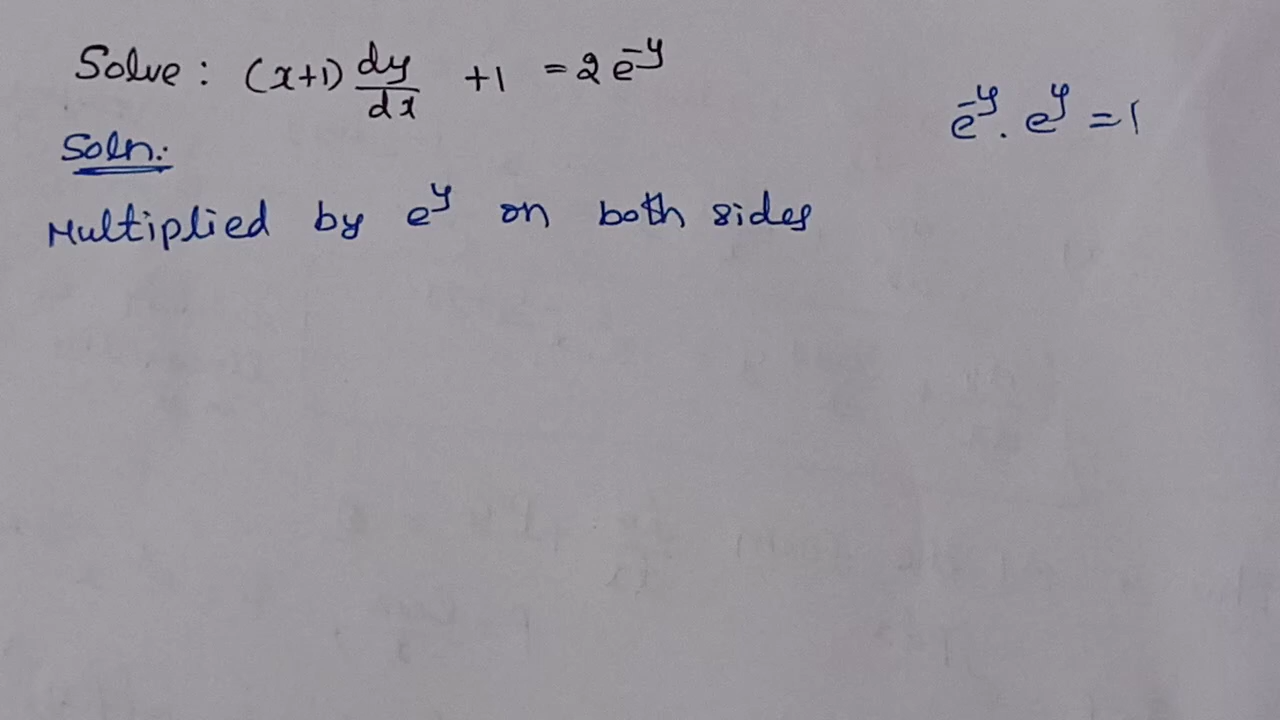 Solve: (x+1) dy/dx +1 = 2e^-y
e^-y . e^y = 1
Soln:
Multiplied by e^y on both sides